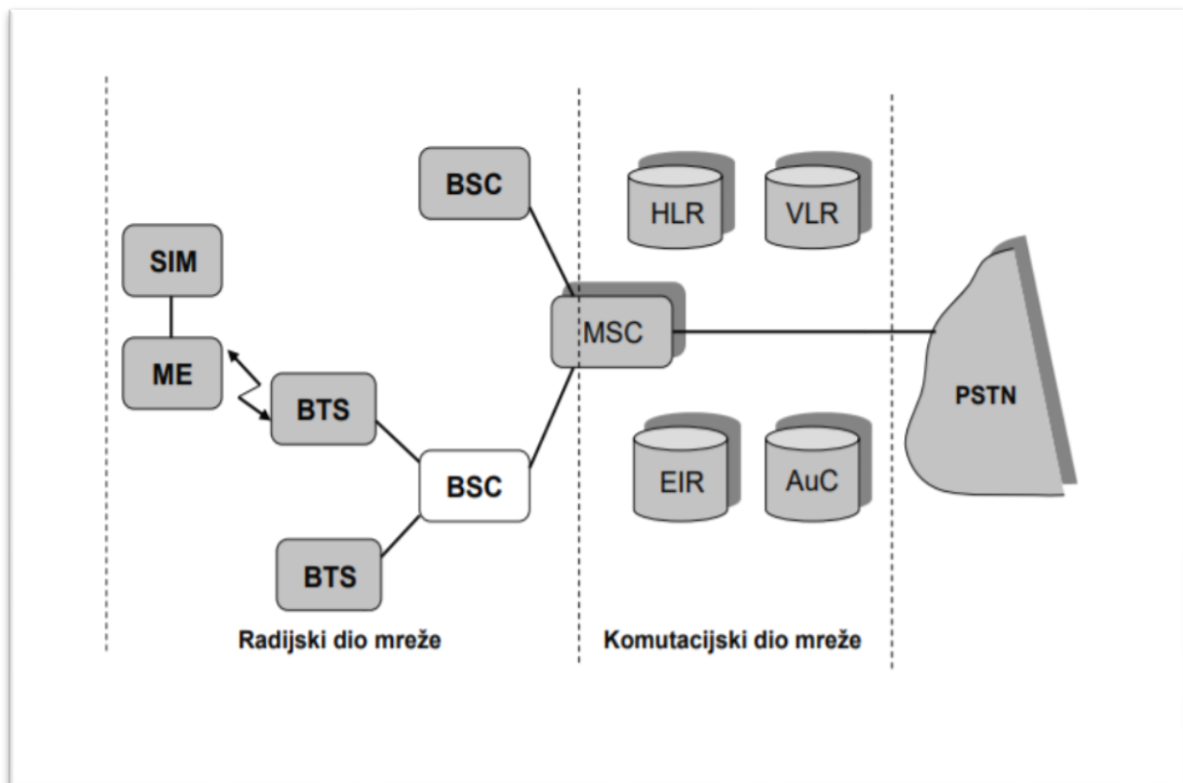 BSC
HLR
VLR
SIM
MSC
ME
BTS
PSTN
BSC
EIR
AuC
BTS
Radijski dio mreže
Komutacijski dio mreže